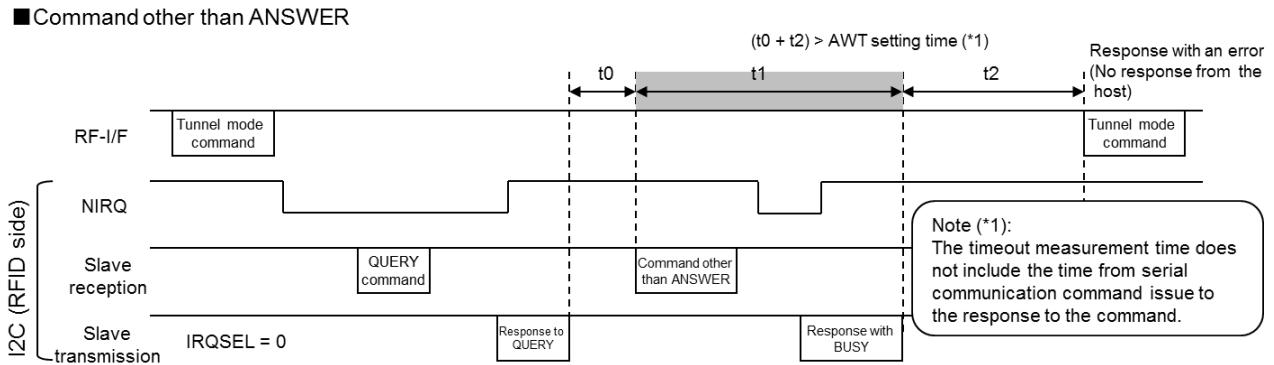 ■Command other than ANSWER
(t0 + t2) > AWT setting time (*1)
Response with an error
(No response from the
host)
t0
t1
t2
RF-I/F
Tunnel mode
command
Tunnel mode
command
I2C (RFID side)
NIRQ
Slave
reception
QUERY
command
Command other
than ANSWER
Slave
transmission
IRQSEL = 0
Response to
QUERY
Response with
BUSY
Note (*1):
The timeout measurement time does
not include the time from serial
communication command issue to
the response to the command.